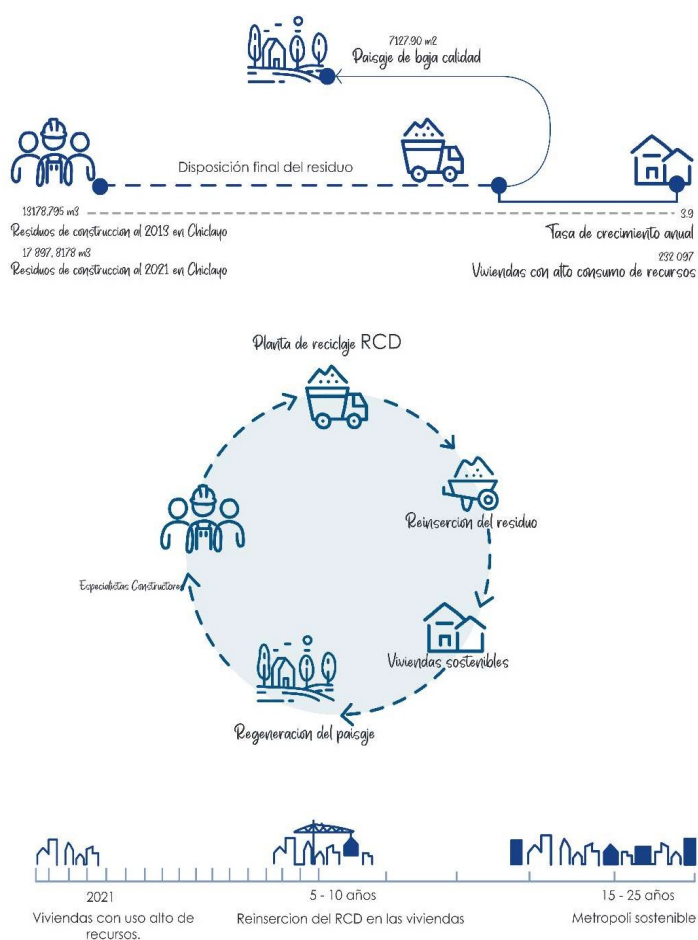 7127.90 m2
Paisaje de baja calidad
Disposición final del residuo
13178.795 m3
Residuos de construccion al 2013 en Chiclayo
17 897, 8178 m3
Residuos de construccion al 2021 en Chiclayo
3.9
Tasa de crecimiento anual
232 097
Viviendas con alto consumo de recursos
Planta de reciclaje RCD
Reinsercion del residuo
Especialistas Constructores
Viviendas sostenibles
Regeneracion del paisaje
2021
Viviendas con uso alto de
recursos.
5 - 10 años
Reinsercion del RCD en las viviendas
15 - 25 años
Metropoli sostenible